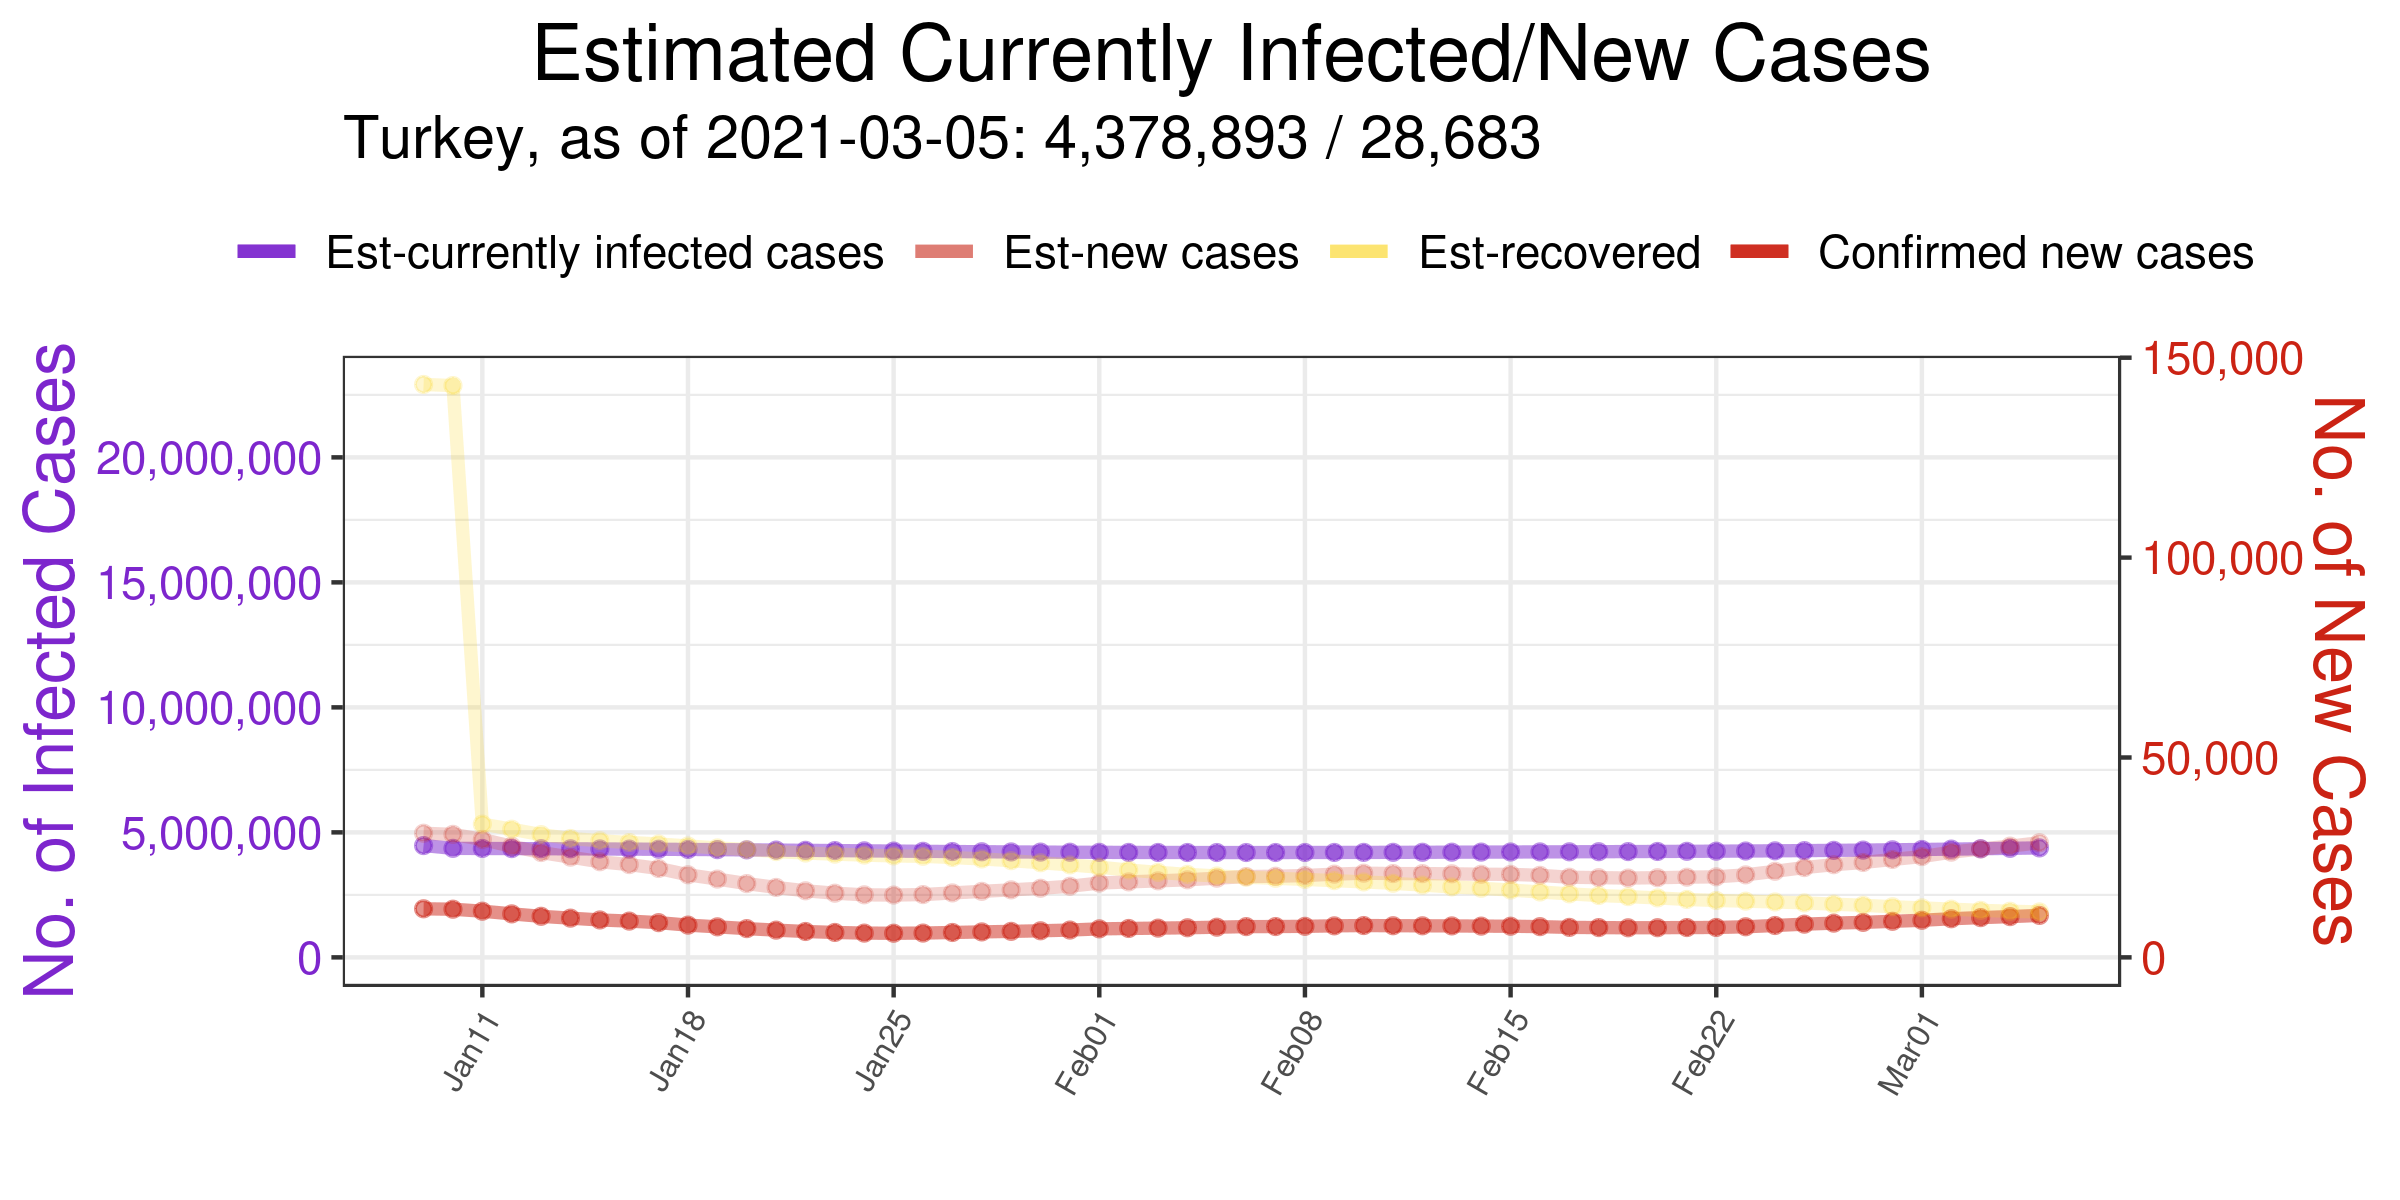 Estimated Currently Infected/New Cases
Turkey, as of 2021-03-05: 4,378,893 / 28,683
Est-currently infected cases Est-new cases Est-recovered Confirmed new cases
No. of Infected Cases
20,000,000
15,000,000
10,000,000
5,000,000
0
150,000
100,000
50,000
0
No. of New Cases
Jan11 Jan18 Jan25 Feb01 Feb08 Feb15 Feb22 Mar01